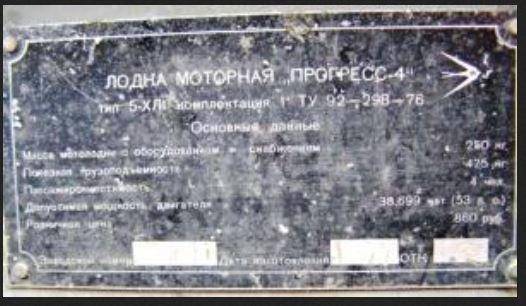 ЛОДКА МОТОРНАЯ „ПРОГРЕСС-4"
тип 5-ХЛ1 комплектация 1 ТУ 92-298-76
Основные данные
Масса мотолодки с оборудованием и снабжением 250 кг.
Полезная грузоподъемность 425 кг.
Пассажировместимость 4 чел.
Допустимая мощность двигателя 38,699 квт (53 л. с.)
Розничная цена 860 руб.
Заводской номер Дата изготовления ОТК